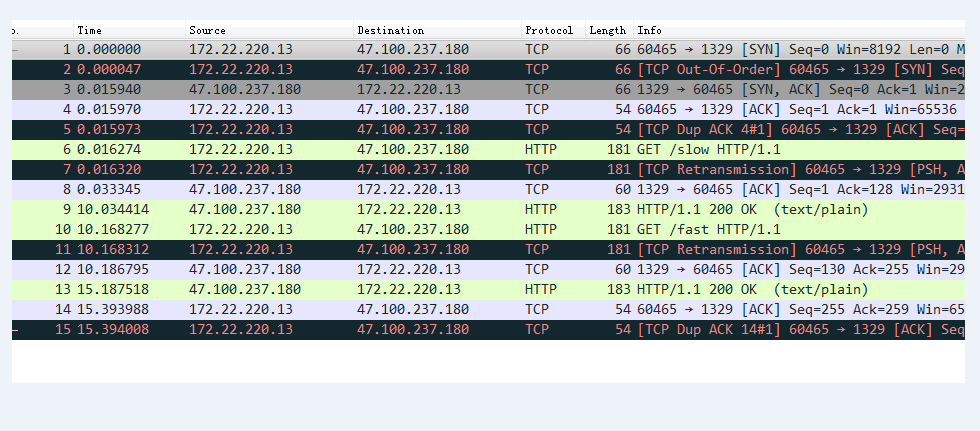 o. Time Source Destination Protocol Length Info
1 0.000000 172.22.220.13 47.100.237.180 TCP 66 60465 → 1329 [SYN] Seq=0 Win=8192 Len=0 M
2 0.000047 172.22.220.13 47.100.237.180 TCP 66 [TCP Out-Of-Order] 60465 → 1329 [SYN] Seq
3 0.015940 47.100.237.180 172.22.220.13 TCP 66 1329 → 60465 [SYN, ACK] Seq=0 Ack=1 Win=2
4 0.015970 172.22.220.13 47.100.237.180 TCP 54 60465 → 1329 [ACK] Seq=1 Ack=1 Win=65536
5 0.015973 172.22.220.13 47.100.237.180 TCP 54 [TCP Dup ACK 4#1] 60465 → 1329 [ACK] Seq=
6 0.016274 172.22.220.13 47.100.237.180 HTTP 181 GET /slow HTTP/1.1
7 0.016320 172.22.220.13 47.100.237.180 TCP 181 [TCP Retransmission] 60465 → 1329 [PSH, A
8 0.033345 47.100.237.180 172.22.220.13 TCP 60 1329 → 60465 [ACK] Seq=1 Ack=128 Win=2931
9 10.034414 47.100.237.180 172.22.220.13 HTTP 183 HTTP/1.1 200 OK (text/plain)
10 10.168277 172.22.220.13 47.100.237.180 HTTP 181 GET /fast HTTP/1.1
11 10.168312 172.22.220.13 47.100.237.180 TCP 181 [TCP Retransmission] 60465 → 1329 [PSH, A
12 10.186795 47.100.237.180 172.22.220.13 TCP 60 1329 → 60465 [ACK] Seq=130 Ack=255 Win=29
13 15.187518 47.100.237.180 172.22.220.13 HTTP 183 HTTP/1.1 200 OK (text/plain)
14 15.393988 172.22.220.13 47.100.237.180 TCP 54 60465 → 1329 [ACK] Seq=255 Ack=259 Win=65
15 15.394008 172.22.220.13 47.100.237.180 TCP 54 [TCP Dup ACK 14#1] 60465 → 1329 [ACK] Seq